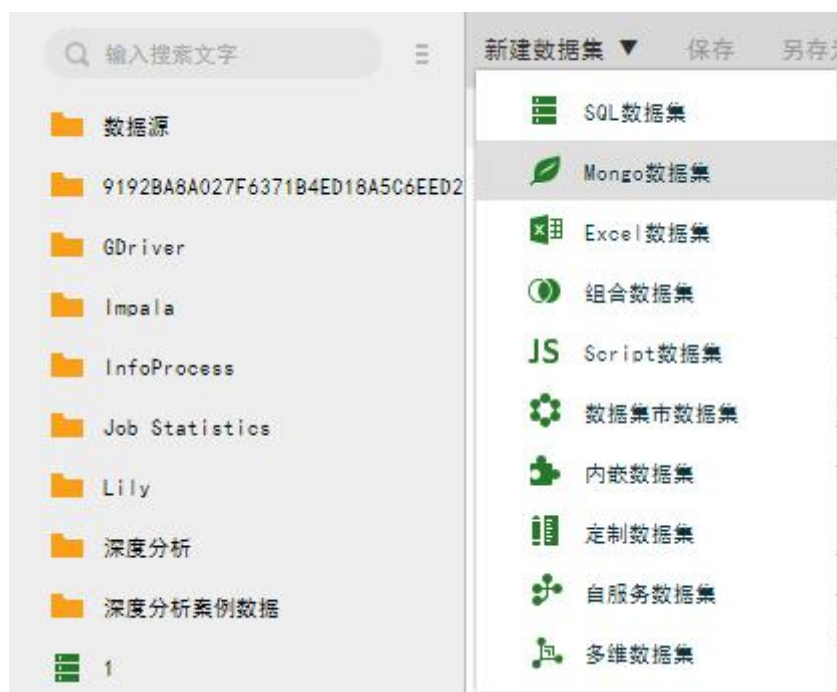 输入搜索文字
数据源
9192BA8A027F6371B4ED18A5C6EED2
GDriver
Impala
InfoProcess
Job Statistics
Lily
深度分析
深度分析案例数据
1
新建数据集 ▼ 保存 另存
SQL数据集
Mongo数据集
Excel数据集
组合数据集
JS Script数据集
数据集市数据集
内嵌数据集
定制数据集
自服务数据集
多维数据集